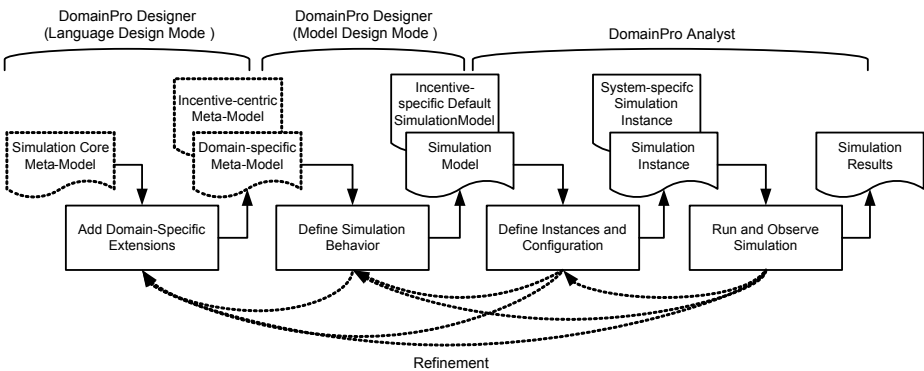 DomainPro Designer
(Language Design Mode )
DomainPro Designer
(Model Design Mode )
DomainPro Analyst
Incentive-centric
Meta-Model
Incentive-
specific Default
SimulationModel
System-specifc
Simulation
Instance
Simulation Core
Meta-Model
Domain-specific
Meta-Model
Simulation
Model
Simulation
Instance
Simulation
Results
Add Domain-Specific
Extensions
Define Simulation
Behavior
Define Instances and
Configuration
Run and Observe
Simulation
Refinement